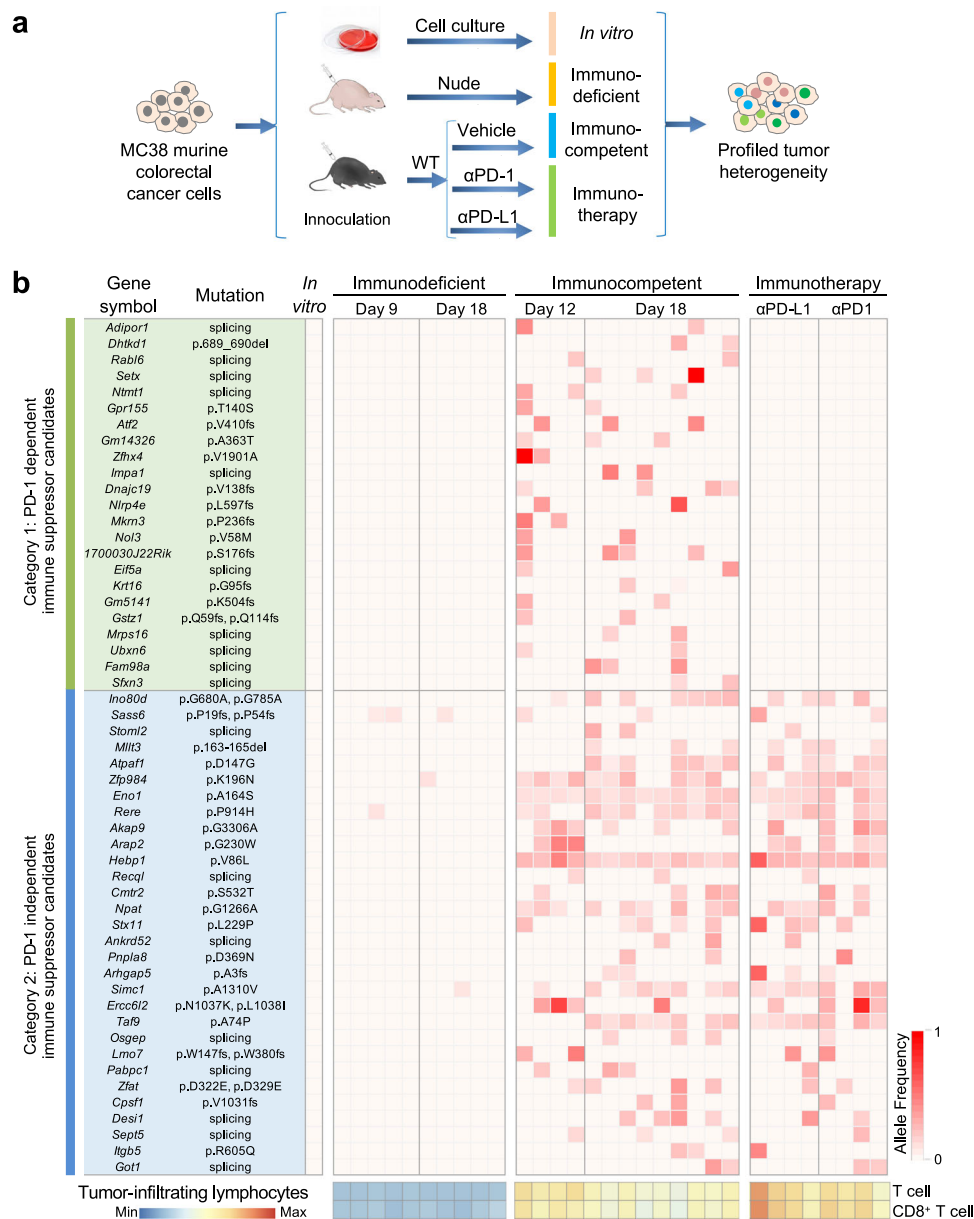 a
Cell culture
In vitro
Nude
Immuno-
deficient
Vehicle
Immuno-
competent
WT
αPD-1
Immuno-
therapy
αPD-L1
MC38 murine
colorectal
cancer cells
Innoculation
Profiled tumor
heterogeneity
b
Gene
symbol
Mutation
In
vitro
Immunodeficient
Immunocompetent
Immunotherapy
Day 9 Day 18 Day 12 Day 18 αPD-L1 αPD1
Category 1: PD-1 dependent
immune suppressor candidates
Adipor1 splicing
Dhtkd1 p.689_690del
Rabl6 splicing
Setx splicing
Ntmt1 splicing
Gpr155 p.T140S
Atf2 p.V410fs
Gm14326 p.A363T
Zfhx4 p.V1901A
Impa1 splicing
Dnajc19 p.V138fs
Nlrp4e p.L597fs
Mkrn3 p.P236fs
Nol3 p.V58M
1700030J22Rik p.S176fs
Eif5a splicing
Krt16 p.G95fs
Gm5141 p.K504fs
Gstz1 p.Q59fs, p.Q114fs
Mrps16 splicing
Ubxn6 splicing
Fam98a splicing
Sfxn3 splicing
Category 2: PD-1 independent
immune suppressor candidates
Ino80d p.G680A, p.G785A
Sass6 p.P19fs, p.P54fs
Stoml2 splicing
Mllt3 p.163-165del
Atpaf1 p.D147G
Zfp984 p.K196N
Eno1 p.A164S
Rere p.P914H
Akap9 p.G3306A
Arap2 p.G230W
Hebp1 p.V86L
Recql splicing
Cmtr2 p.S532T
Npat p.G1266A
Stx11 p.L229P
Ankrd52 splicing
Pnpla8 p.D369N
Arhgap5 p.A3fs
Simc1 p.A1310V
Ercc6l2 p.N1037K, p.L1038I
Taf9 p.A74P
Osgep splicing
Lmo7 p.W147fs, p.W380fs
Pabpc1 splicing
Zfat p.D322E, p.D329E
Cpsf1 p.V1031fs
Desi1 splicing
Sept5 splicing
Itgb5 p.R605Q
Got1 splicing
Allele Frequency
1
0
Tumor-infiltrating lymphocytes
Min Max
T cell
CD8⁺ T cell